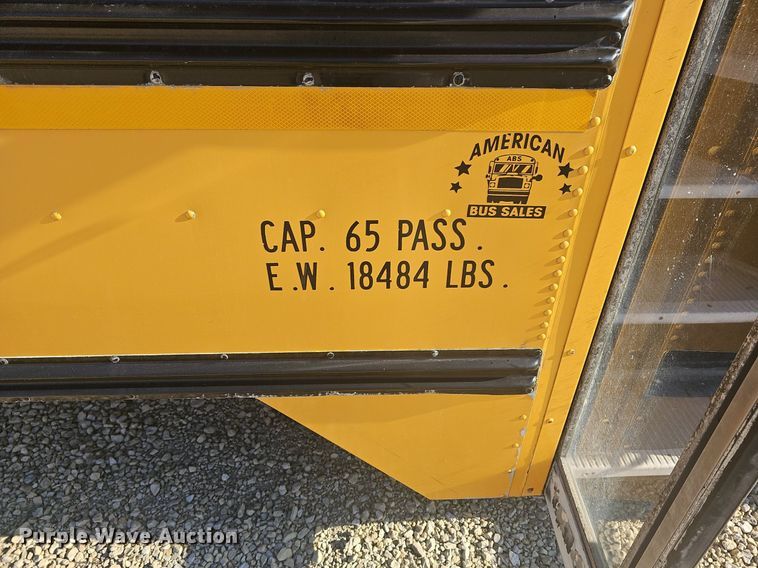 AMERICAN
ABS
BUS SALES
CAP. 65 PASS.
E.W. 18484 LBS.
Purple Wave Auction